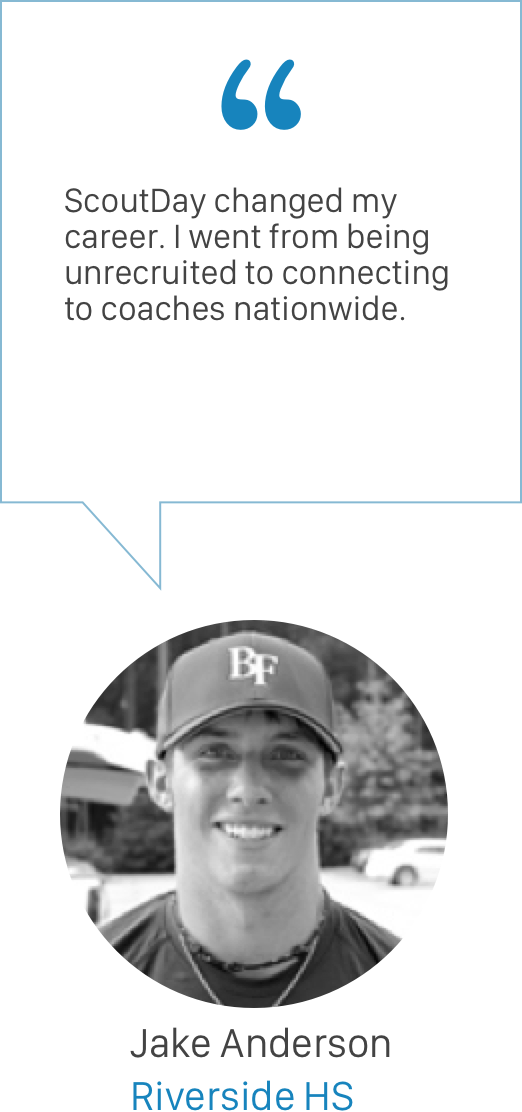 ScoutDay changed my
career. I went from being
unrecruited to connecting
to coaches nationwide.
BF
Jake Anderson
Riverside HS